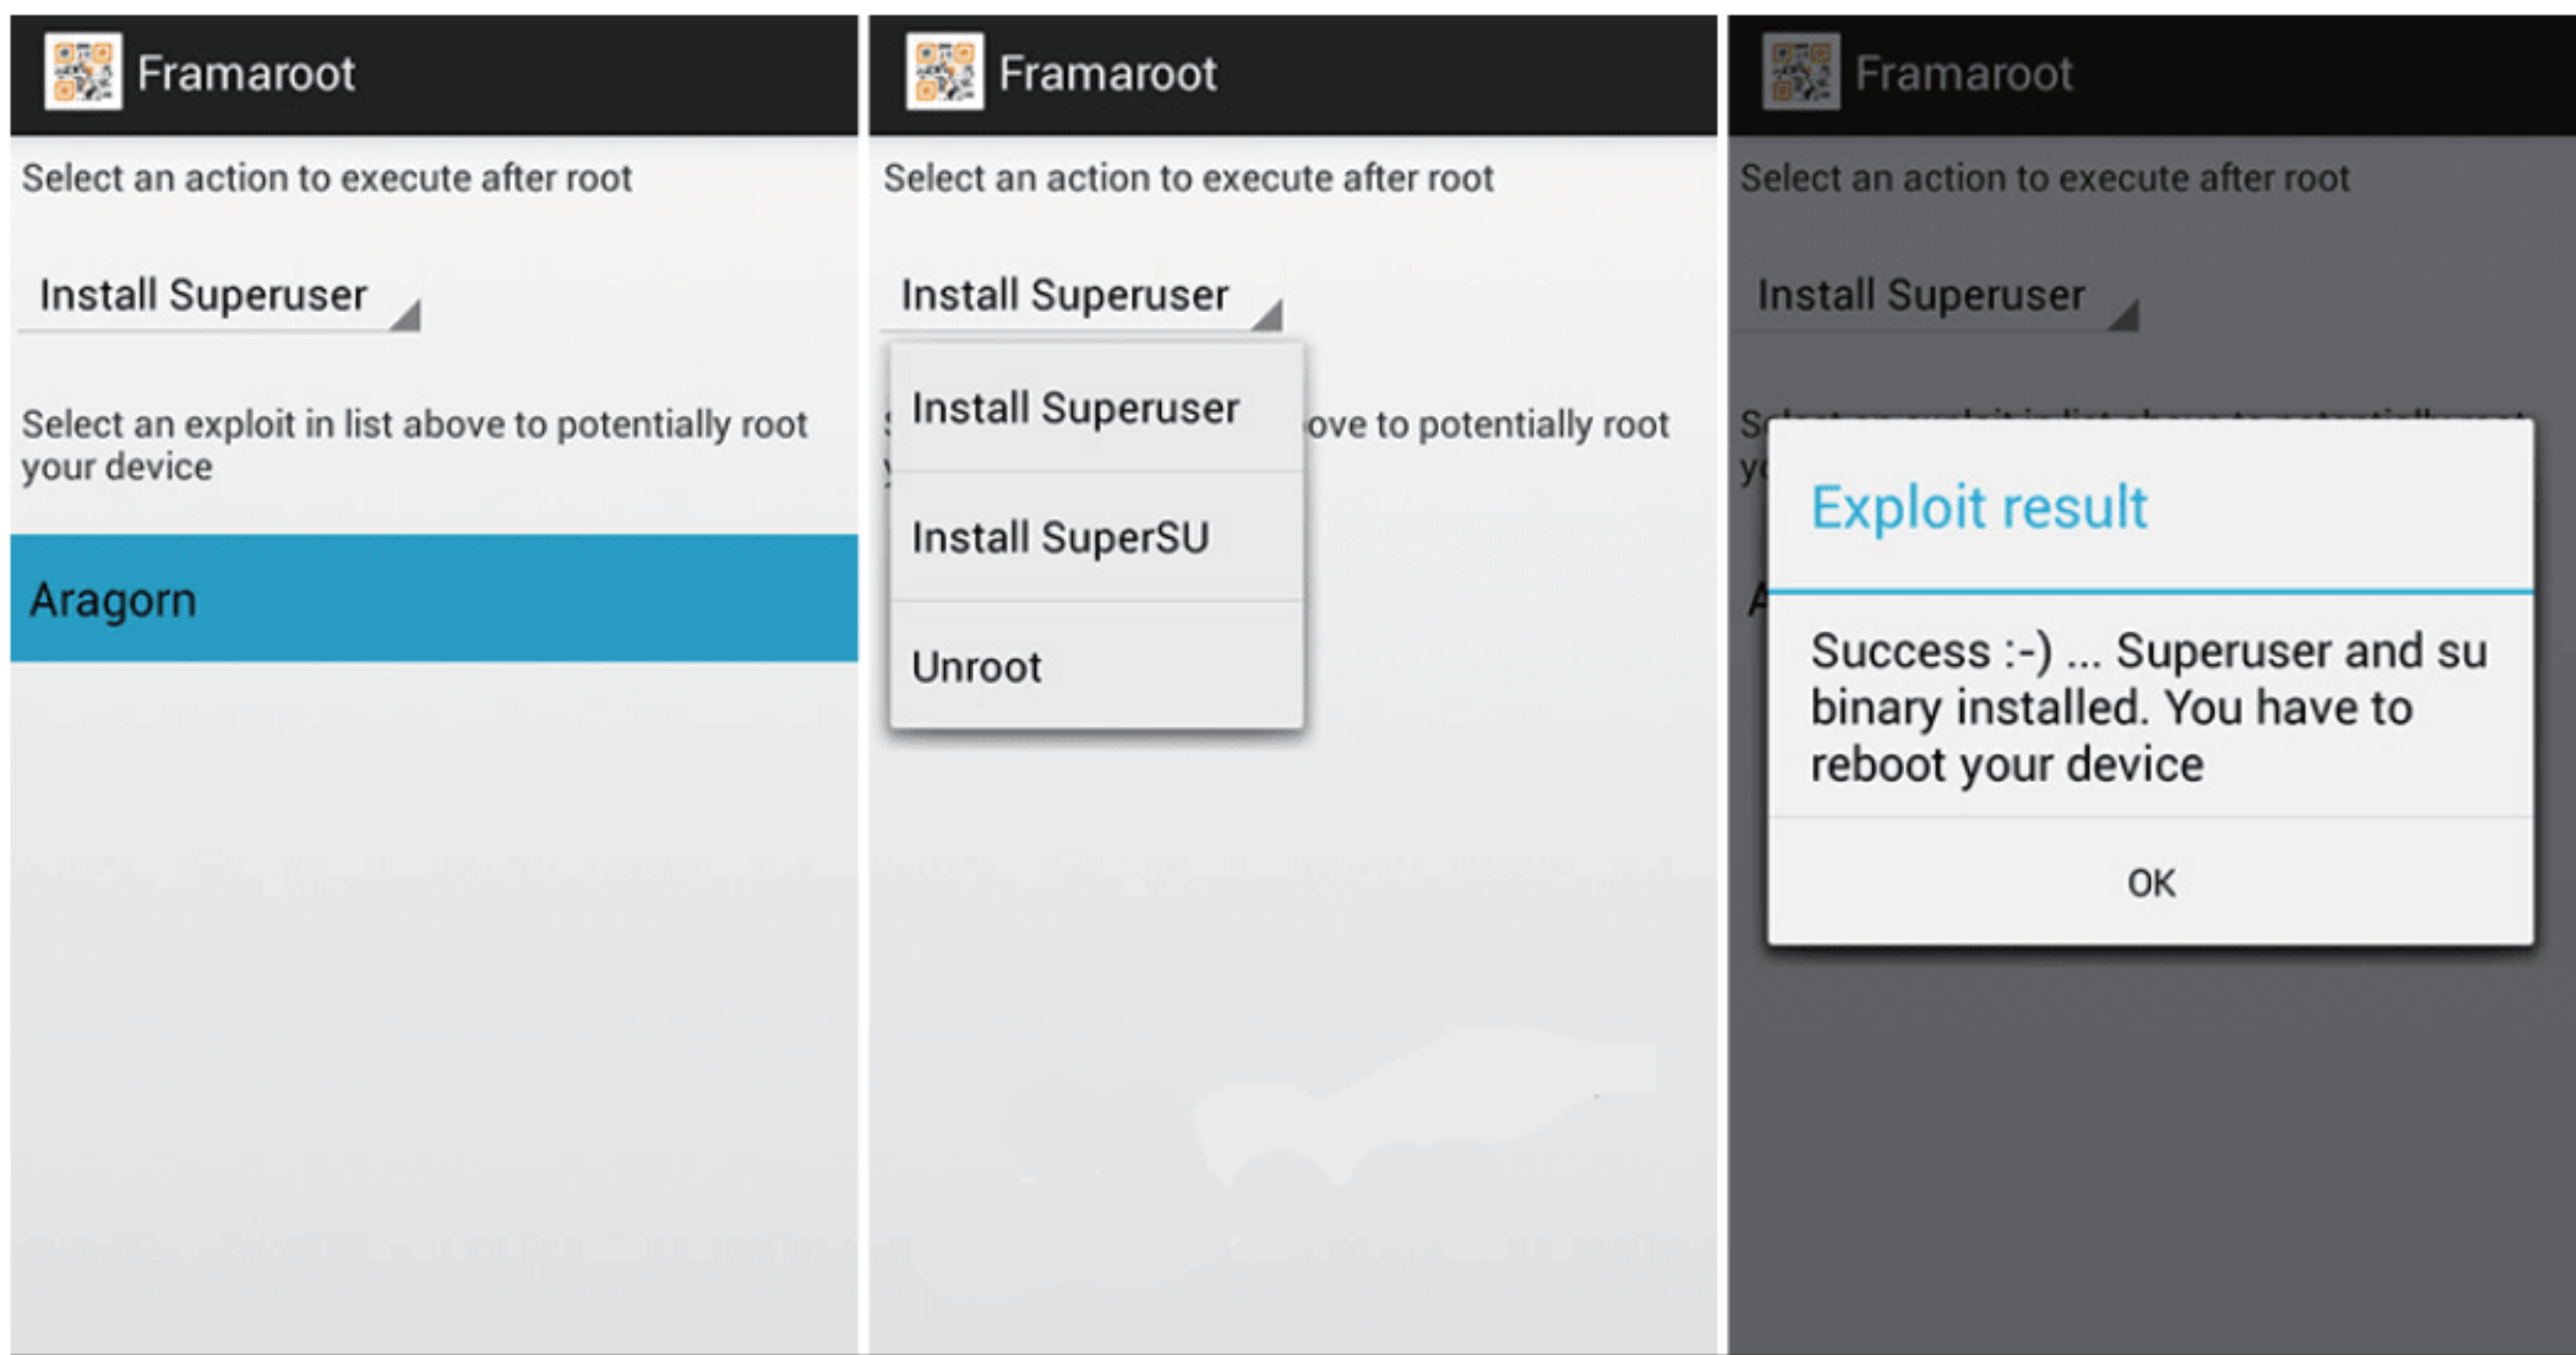 Framaroot
Select an action to execute after root
Install Superuser
Select an exploit in list above to potentially root
your device
Aragorn
Framaroot
Select an action to execute after root
Install Superuser
Install Superuser
ove to potentially root
Install SuperSU
Unroot
Framaroot
Select an action to execute after root
Install Superuser
Exploit result
Success :-) ... Superuser and su
binary installed. You have to
reboot your device
OK